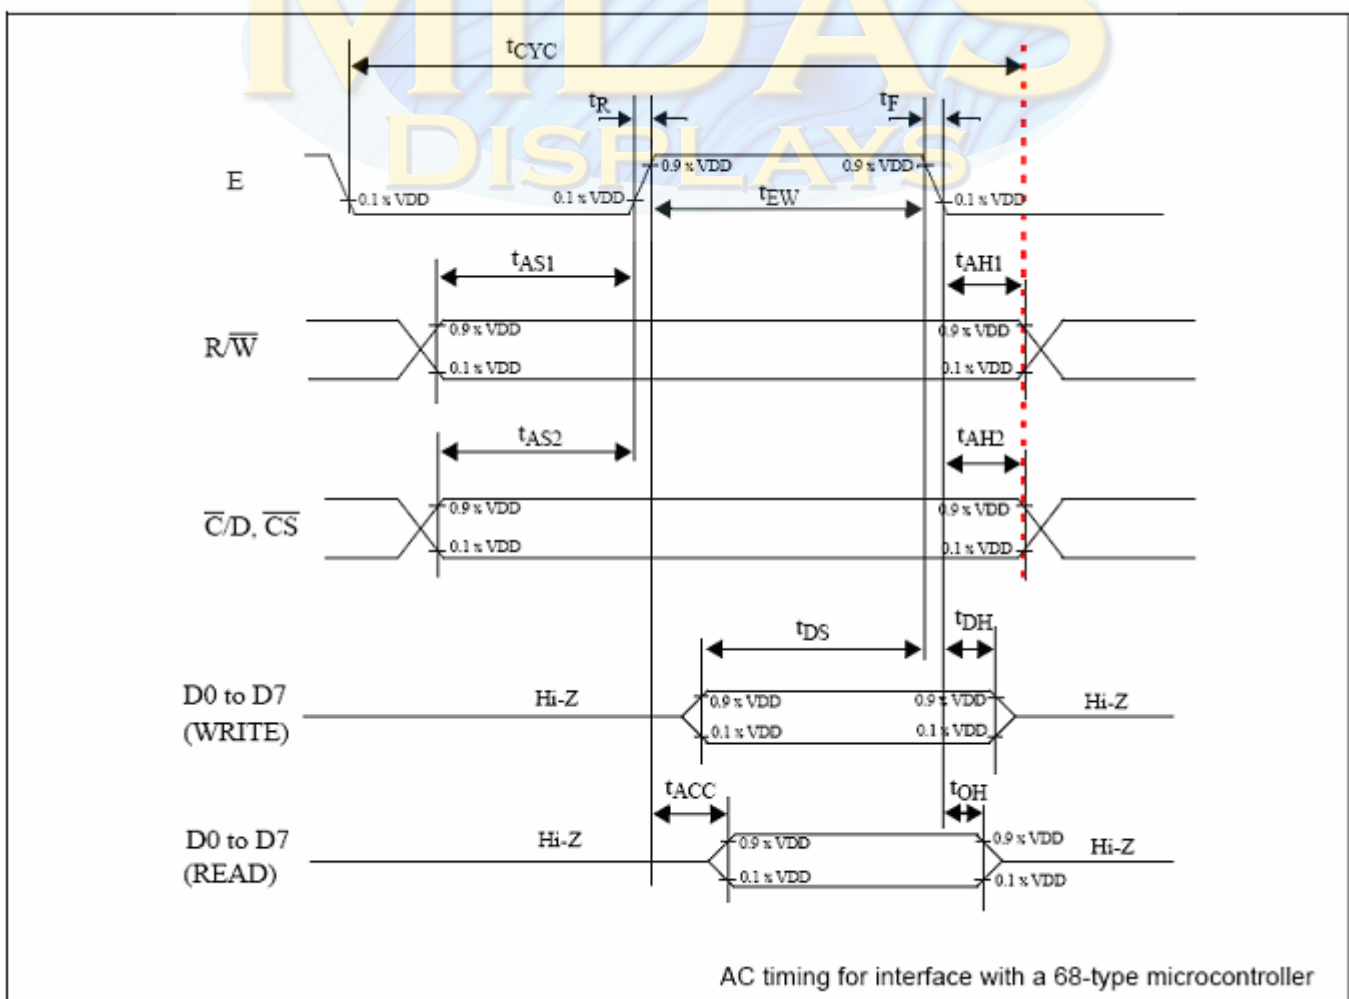 MIDAS
DISPLAYS
tCYC
tR
tF
E
0.9 x VDD
0.9 x VDD
0.1 x VDD
0.1 x VDD
0.1 x VDD
tEW
tAS1
tAH1
R/W̅
0.9 x VDD
0.9 x VDD
0.1 x VDD
0.1 x VDD
tAS2
tAH2
C̅/D, C̅S̅
0.9 x VDD
0.9 x VDD
0.1 x VDD
0.1 x VDD
tDS
tDH
D0 to D7
(WRITE)
Hi-Z
0.9 x VDD
0.9 x VDD
Hi-Z
0.1 x VDD
0.1 x VDD
tACC
tOH
D0 to D7
(READ)
Hi-Z
0.9 x VDD
0.9 x VDD
Hi-Z
0.1 x VDD
0.1 x VDD
AC timing for interface with a 68-type microcontroller